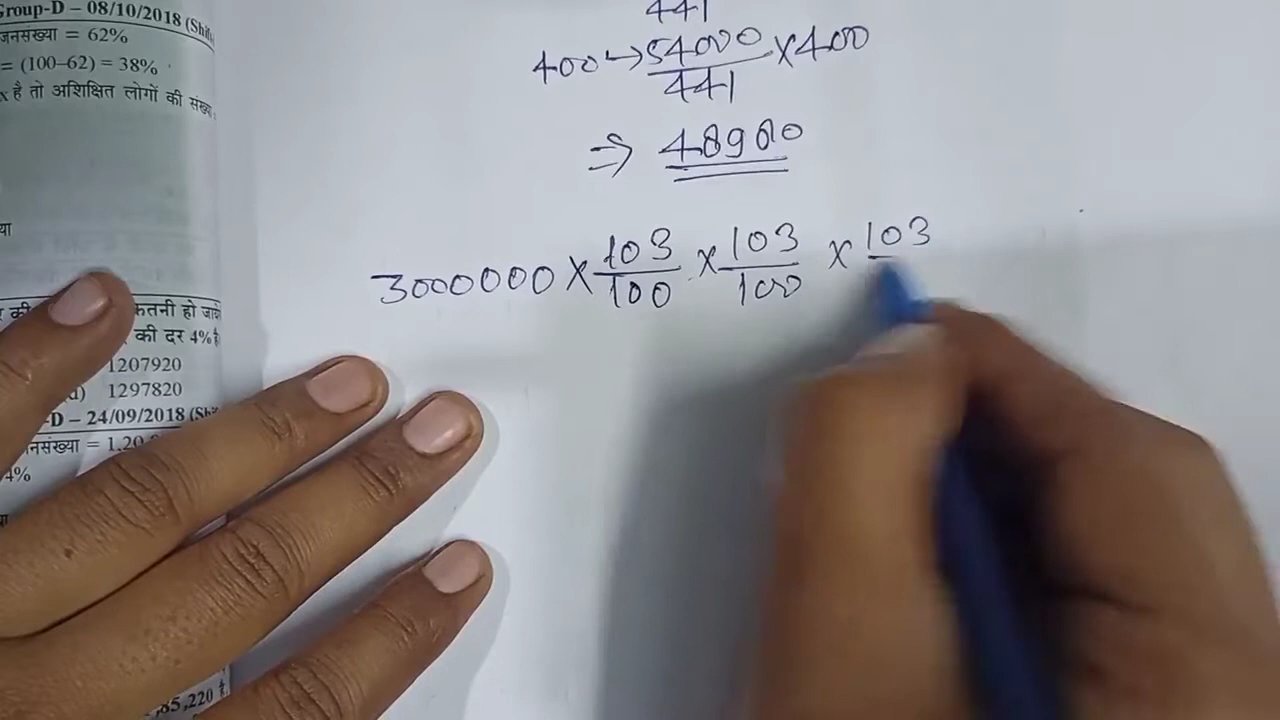 Group-D – 08/10/2018 (Shif
जनसंख्या = 62%
= (100–62) = 38%
x है तो अशिक्षित लोगों की संख्या
या
की कितनी हो जाये
की दर 4% है
1207920
(d) 1297820
-D – 24/09/2018 (Sh
जनसंख्या = 1,20
4%
,85,220 है
441
400 → 54000/441 × 400
⇒ 48980
3000000 × 103/100 × 103/100 × 103